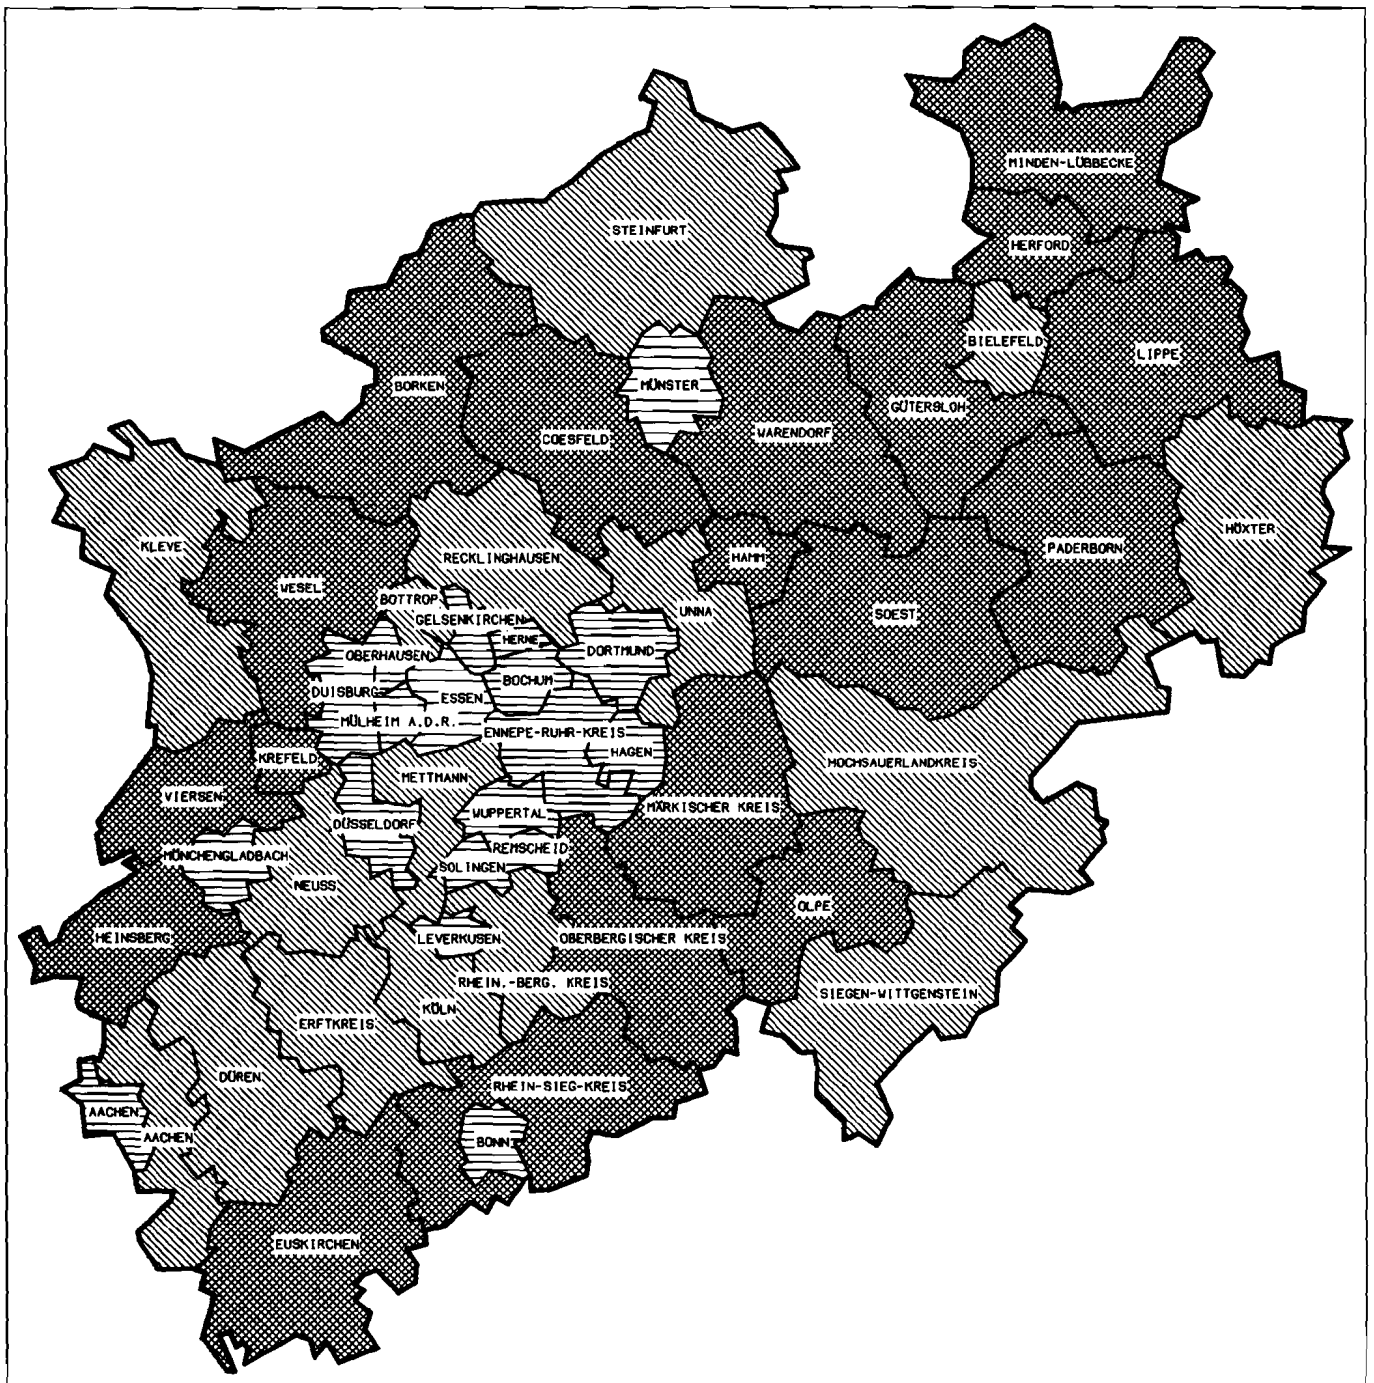 MINDEN-LÜBBECKE
STEINFURT
HERFORD
BIELEFELD
LIPPE
BORKEN
MÜNSTER
GÜTERSLOH
COESFELD
WARENDORF
HÖXTER
KLEVE
RECKLINGHAUSEN
HAMM
PADERBORN
WESEL
BOTTROP
GELSENKIRCHEN
UNNA
SOEST
HERNE
OBERHAUSEN
DORTMUND
DUISBURG
ESSEN
BOCHUM
MÜLHEIM A.D.R.
ENNEPE-RUHR-KREIS
KREFELD
HAGEN
HOCHSAUERLANDKREIS
METTMANN
VIERSEN
DÜSSELDORF
WUPPERTAL
MÄRKISCHER KREIS
MÖNCHENGLADBACH
REMSCHEID
SOLINGEN
NEUSS
OLPE
HEINSBERG
LEVERKUSEN
OBERBERGISCHER KREIS
RHEIN.-BERG. KREIS
SIEGEN-WITTGENSTEIN
KÖLN
ERFTKREIS
DÜREN
RHEIN-SIEG-KREIS
AACHEN
AACHEN
BONN
EUSKIRCHEN